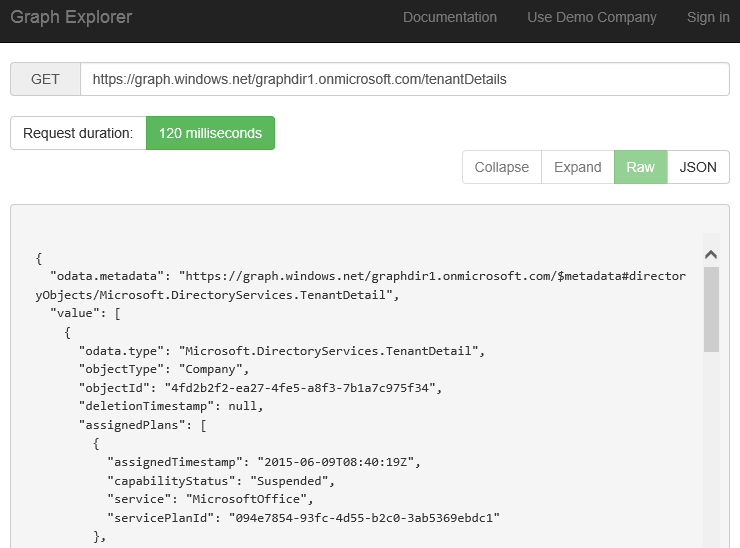 Graph Explorer Documentation Use Demo Company Sign in
GET https://graph.windows.net/graphdir1.onmicrosoft.com/tenantDetails
Request duration: 120 milliseconds
Collapse Expand Raw JSON
{
"odata.metadata": "https://graph.windows.net/graphdir1.onmicrosoft.com/$metadata#director
yObjects/Microsoft.DirectoryServices.TenantDetail",
"value": [
{
"odata.type": "Microsoft.DirectoryServices.TenantDetail",
"objectType": "Company",
"objectId": "4fd2b2f2-ea27-4fe5-a8f3-7b1a7c975f34",
"deletionTimestamp": null,
"assignedPlans": [
{
"assignedTimestamp": "2015-06-09T08:40:19Z",
"capabilityStatus": "Suspended",
"service": "MicrosoftOffice",
"servicePlanId": "094e7854-93fc-4d55-b2c0-3ab5369ebdc1"
},